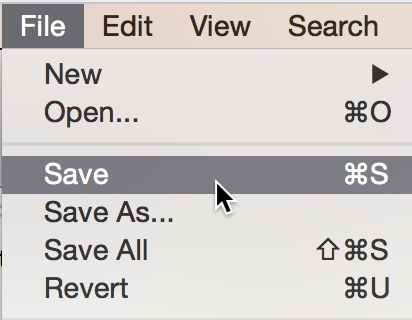 File Edit View Search
New ▶
Open... ⌘O
Save ⌘S
Save As...
Save All ⇧⌘S
Revert ⌘U